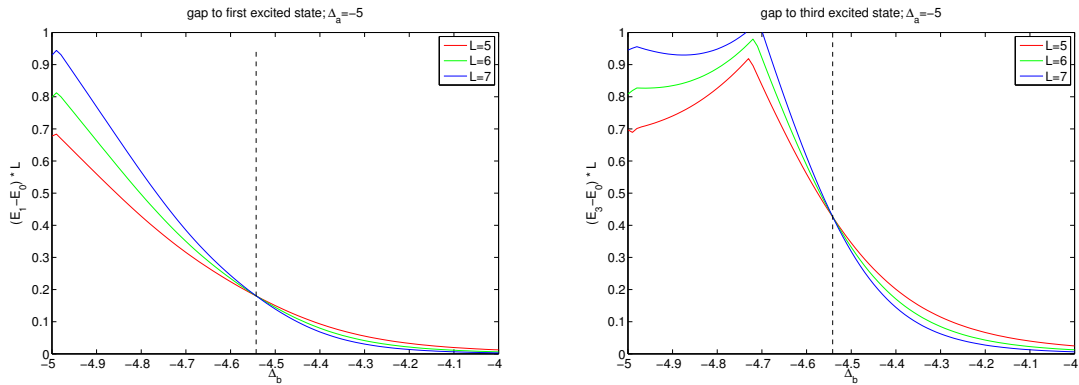 gap to first excited state; Δa=−5
(E1−E0) * L
1
0.9
0.8
0.7
0.6
0.5
0.4
0.3
0.2
0.1
0
−5 −4.9 −4.8 −4.7 −4.6 −4.5 −4.4 −4.3 −4.2 −4.1 −4
Δb
L=5
L=6
L=7
gap to third excited state; Δa=−5
(E3−E0) * L
1
0.9
0.8
0.7
0.6
0.5
0.4
0.3
0.2
0.1
0
−5 −4.9 −4.8 −4.7 −4.6 −4.5 −4.4 −4.3 −4.2 −4.1 −4
Δb
L=5
L=6
L=7